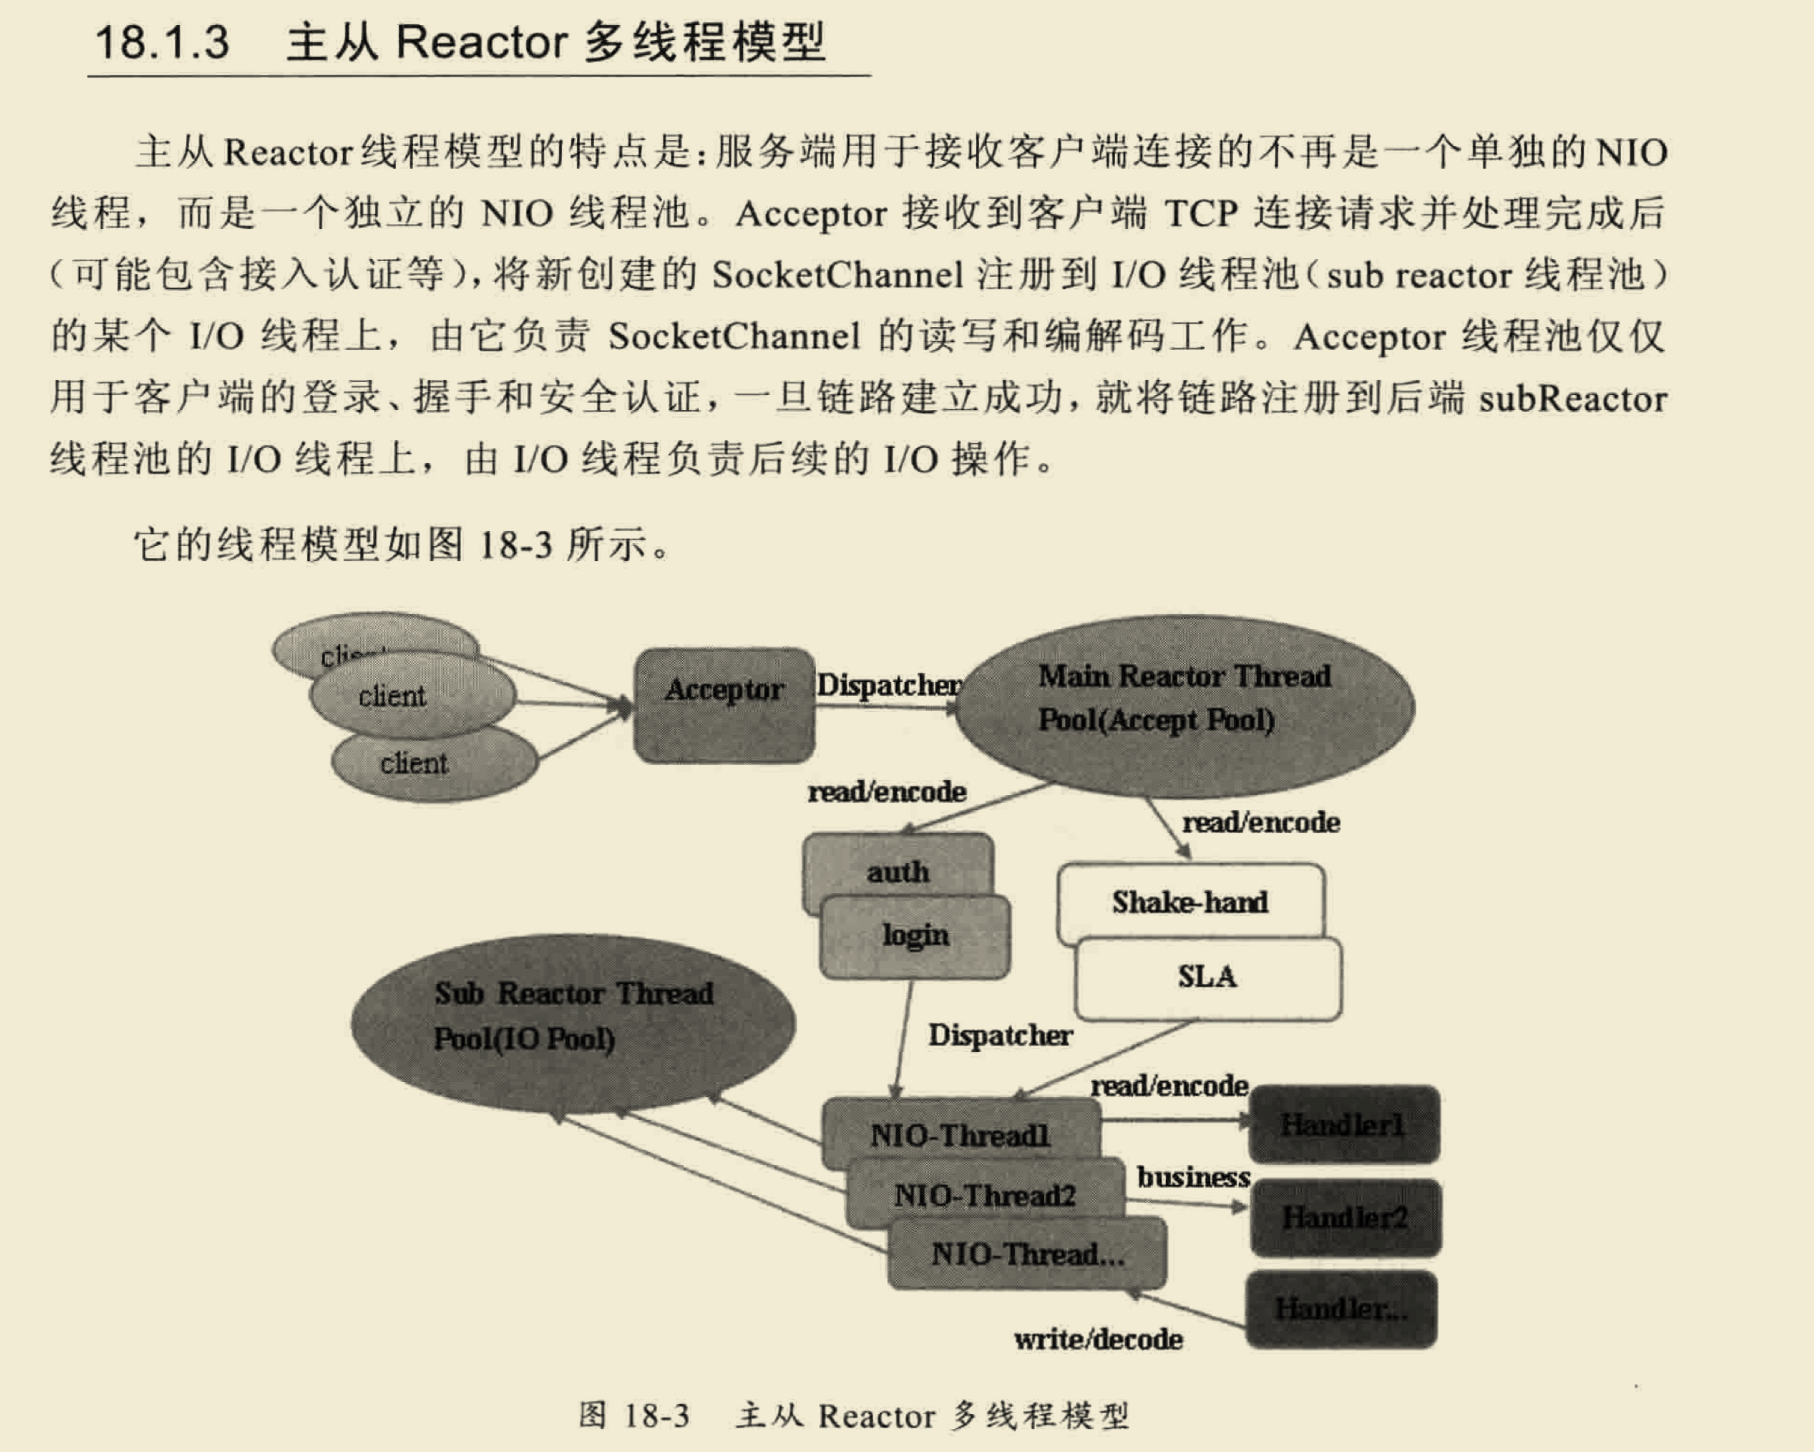 18.1.3 主从 Reactor 多线程模型
主从Reactor线程模型的特点是：服务端用于接收客户端连接的不再是一个单独的NIO
线程，而是一个独立的 NIO 线程池。Acceptor 接收到客户端 TCP 连接请求并处理完成后
（可能包含接入认证等），将新创建的 SocketChannel 注册到 I/O 线程池（sub reactor 线程池）
的某个 I/O 线程上，由它负责 SocketChannel 的读写和编解码工作。Acceptor 线程池仅仅
用于客户端的登录、握手和安全认证，一旦链路建立成功，就将链路注册到后端 subReactor
线程池的 I/O 线程上，由 I/O 线程负责后续的 I/O 操作。
它的线程模型如图 18-3 所示。
client
client
Acceptor
Dispatcher
Main Reactor Thread
Pool(Accept Pool)
client
read/encode
read/encode
auth
Shake-hand
login
SLA
Sub Reactor Thread
Pool(IO Pool)
Dispatcher
read/encode
NIO-Thread1
Handler1
business
NIO-Thread2
Handler2
NIO-Thread...
Handler...
write/decode
图 18-3 主从 Reactor 多线程模型